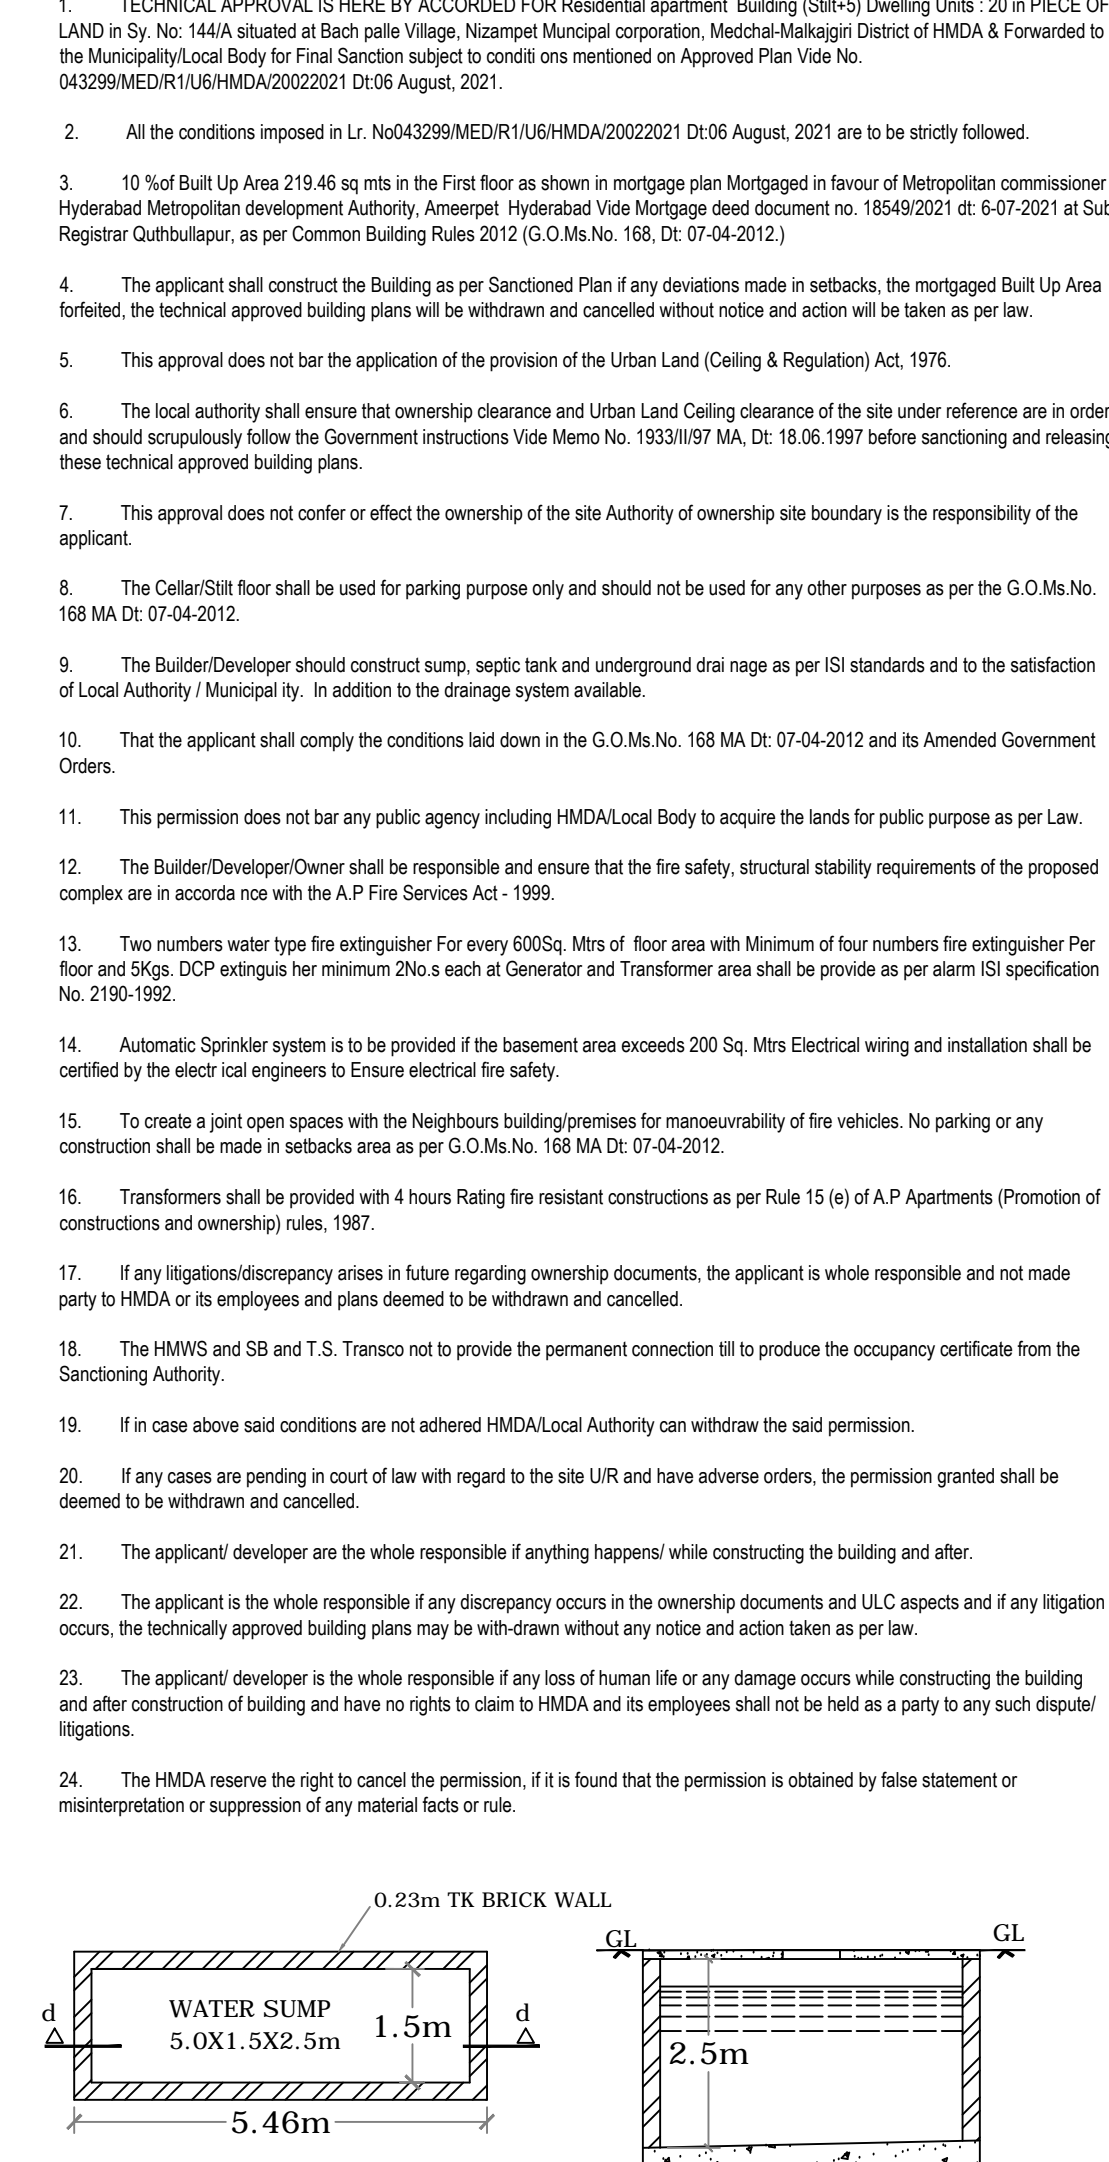 1. TECHNICAL APPROVAL IS HERE BY ACCORDED FOR Residential apartment Building (Stilt+5) Dwelling Units : 20 in PIECE OF
LAND in Sy. No: 144/A situated at Bach palle Village, Nizampet Muncipal corporation, Medchal-Malkajgiri District of HMDA & Forwarded to
the Municipality/Local Body for Final Sanction subject to conditi ons mentioned on Approved Plan Vide No.
043299/MED/R1/U6/HMDA/20022021 Dt:06 August, 2021.
2. All the conditions imposed in Lr. No043299/MED/R1/U6/HMDA/20022021 Dt:06 August, 2021 are to be strictly followed.
3. 10 %of Built Up Area 219.46 sq mts in the First floor as shown in mortgage plan Mortgaged in favour of Metropolitan commissioner
Hyderabad Metropolitan development Authority, Ameerpet Hyderabad Vide Mortgage deed document no. 18549/2021 dt: 6-07-2021 at Sub
Registrar Quthbullapur, as per Common Building Rules 2012 (G.O.Ms.No. 168, Dt: 07-04-2012.)
4. The applicant shall construct the Building as per Sanctioned Plan if any deviations made in setbacks, the mortgaged Built Up Area
forfeited, the technical approved building plans will be withdrawn and cancelled without notice and action will be taken as per law.
5. This approval does not bar the application of the provision of the Urban Land (Ceiling & Regulation) Act, 1976.
6. The local authority shall ensure that ownership clearance and Urban Land Ceiling clearance of the site under reference are in order
and should scrupulously follow the Government instructions Vide Memo No. 1933/II/97 MA, Dt: 18.06.1997 before sanctioning and releasing
these technical approved building plans.
7. This approval does not confer or effect the ownership of the site Authority of ownership site boundary is the responsibility of the
applicant.
8. The Cellar/Stilt floor shall be used for parking purpose only and should not be used for any other purposes as per the G.O.Ms.No.
168 MA Dt: 07-04-2012.
9. The Builder/Developer should construct sump, septic tank and underground drai nage as per ISI standards and to the satisfaction
of Local Authority / Municipal ity. In addition to the drainage system available.
10. That the applicant shall comply the conditions laid down in the G.O.Ms.No. 168 MA Dt: 07-04-2012 and its Amended Government
Orders.
11. This permission does not bar any public agency including HMDA/Local Body to acquire the lands for public purpose as per Law.
12. The Builder/Developer/Owner shall be responsible and ensure that the fire safety, structural stability requirements of the proposed
complex are in accorda nce with the A.P Fire Services Act - 1999.
13. Two numbers water type fire extinguisher For every 600Sq. Mtrs of floor area with Minimum of four numbers fire extinguisher Per
floor and 5Kgs. DCP extinguis her minimum 2No.s each at Generator and Transformer area shall be provide as per alarm ISI specification
No. 2190-1992.
14. Automatic Sprinkler system is to be provided if the basement area exceeds 200 Sq. Mtrs Electrical wiring and installation shall be
certified by the electr ical engineers to Ensure electrical fire safety.
15. To create a joint open spaces with the Neighbours building/premises for manoeuvrability of fire vehicles. No parking or any
construction shall be made in setbacks area as per G.O.Ms.No. 168 MA Dt: 07-04-2012.
16. Transformers shall be provided with 4 hours Rating fire resistant constructions as per Rule 15 (e) of A.P Apartments (Promotion of
constructions and ownership) rules, 1987.
17. If any litigations/discrepancy arises in future regarding ownership documents, the applicant is whole responsible and not made
party to HMDA or its employees and plans deemed to be withdrawn and cancelled.
18. The HMWS and SB and T.S. Transco not to provide the permanent connection till to produce the occupancy certificate from the
Sanctioning Authority.
19. If in case above said conditions are not adhered HMDA/Local Authority can withdraw the said permission.
20. If any cases are pending in court of law with regard to the site U/R and have adverse orders, the permission granted shall be
deemed to be withdrawn and cancelled.
21. The applicant/ developer are the whole responsible if anything happens/ while constructing the building and after.
22. The applicant is the whole responsible if any discrepancy occurs in the ownership documents and ULC aspects and if any litigation
occurs, the technically approved building plans may be with-drawn without any notice and action taken as per law.
23. The applicant/ developer is the whole responsible if any loss of human life or any damage occurs while constructing the building
and after construction of building and have no rights to claim to HMDA and its employees shall not be held as a party to any such dispute/
litigations.
24. The HMDA reserve the right to cancel the permission, if it is found that the permission is obtained by false statement or
misinterpretation or suppression of any material facts or rule.
0.23m TK BRICK WALL
GL GL
d WATER SUMP d
5.0X1.5X2.5m
1.5m
2.5m
5.46m